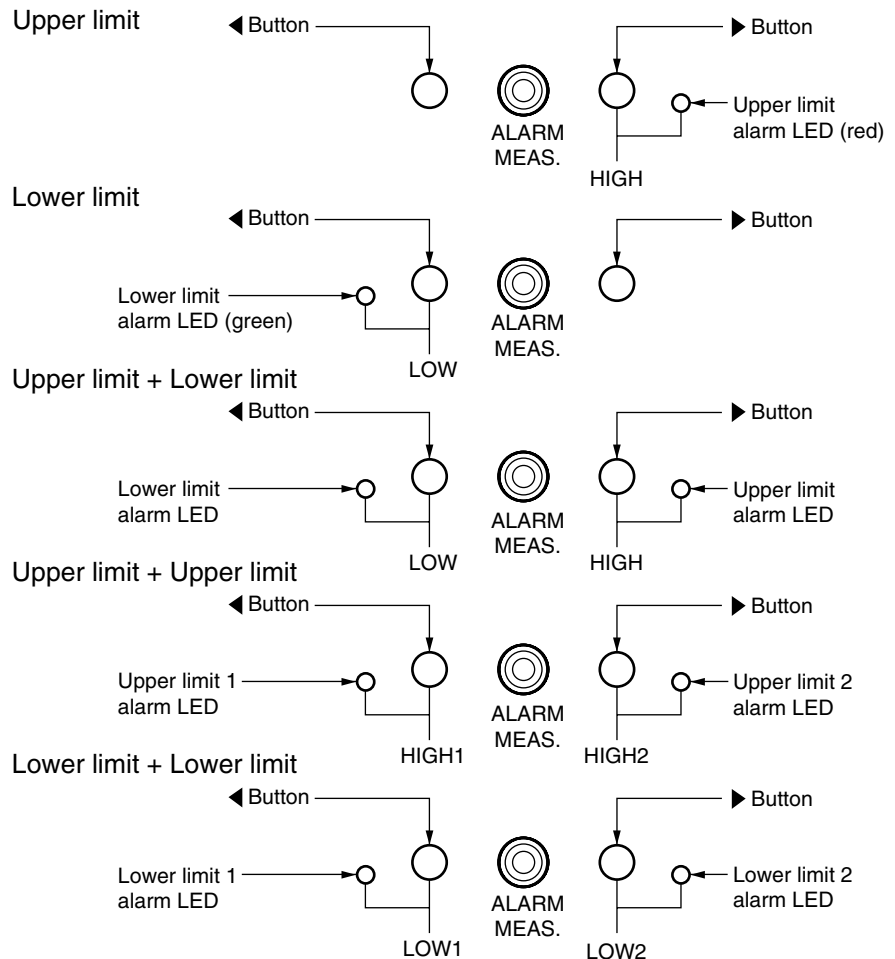 Upper limit
◀ Button
▶ Button
ALARM
MEAS.
Upper limit
alarm LED (red)
HIGH
Lower limit
◀ Button
▶ Button
Lower limit
alarm LED (green)
ALARM
MEAS.
LOW
Upper limit + Lower limit
◀ Button
▶ Button
Lower limit
alarm LED
ALARM
MEAS.
Upper limit
alarm LED
LOW
HIGH
Upper limit + Upper limit
◀ Button
▶ Button
Upper limit 1
alarm LED
ALARM
MEAS.
Upper limit 2
alarm LED
HIGH1
HIGH2
Lower limit + Lower limit
◀ Button
▶ Button
Lower limit 1
alarm LED
ALARM
MEAS.
Lower limit 2
alarm LED
LOW1
LOW2